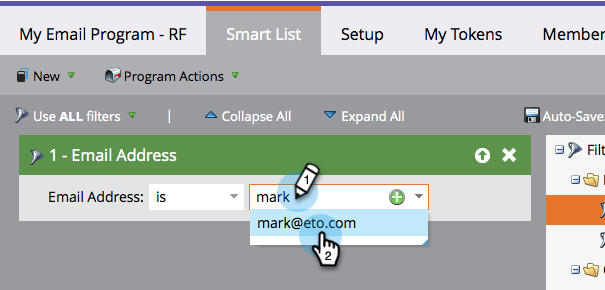 My Email Program - RF Smart List Setup My Tokens Member
New Program Actions
Use ALL filters | Collapse All Expand All Auto-Save
1 - Email Address Filt
Email Address: is mark 1
mark@eto.com
2